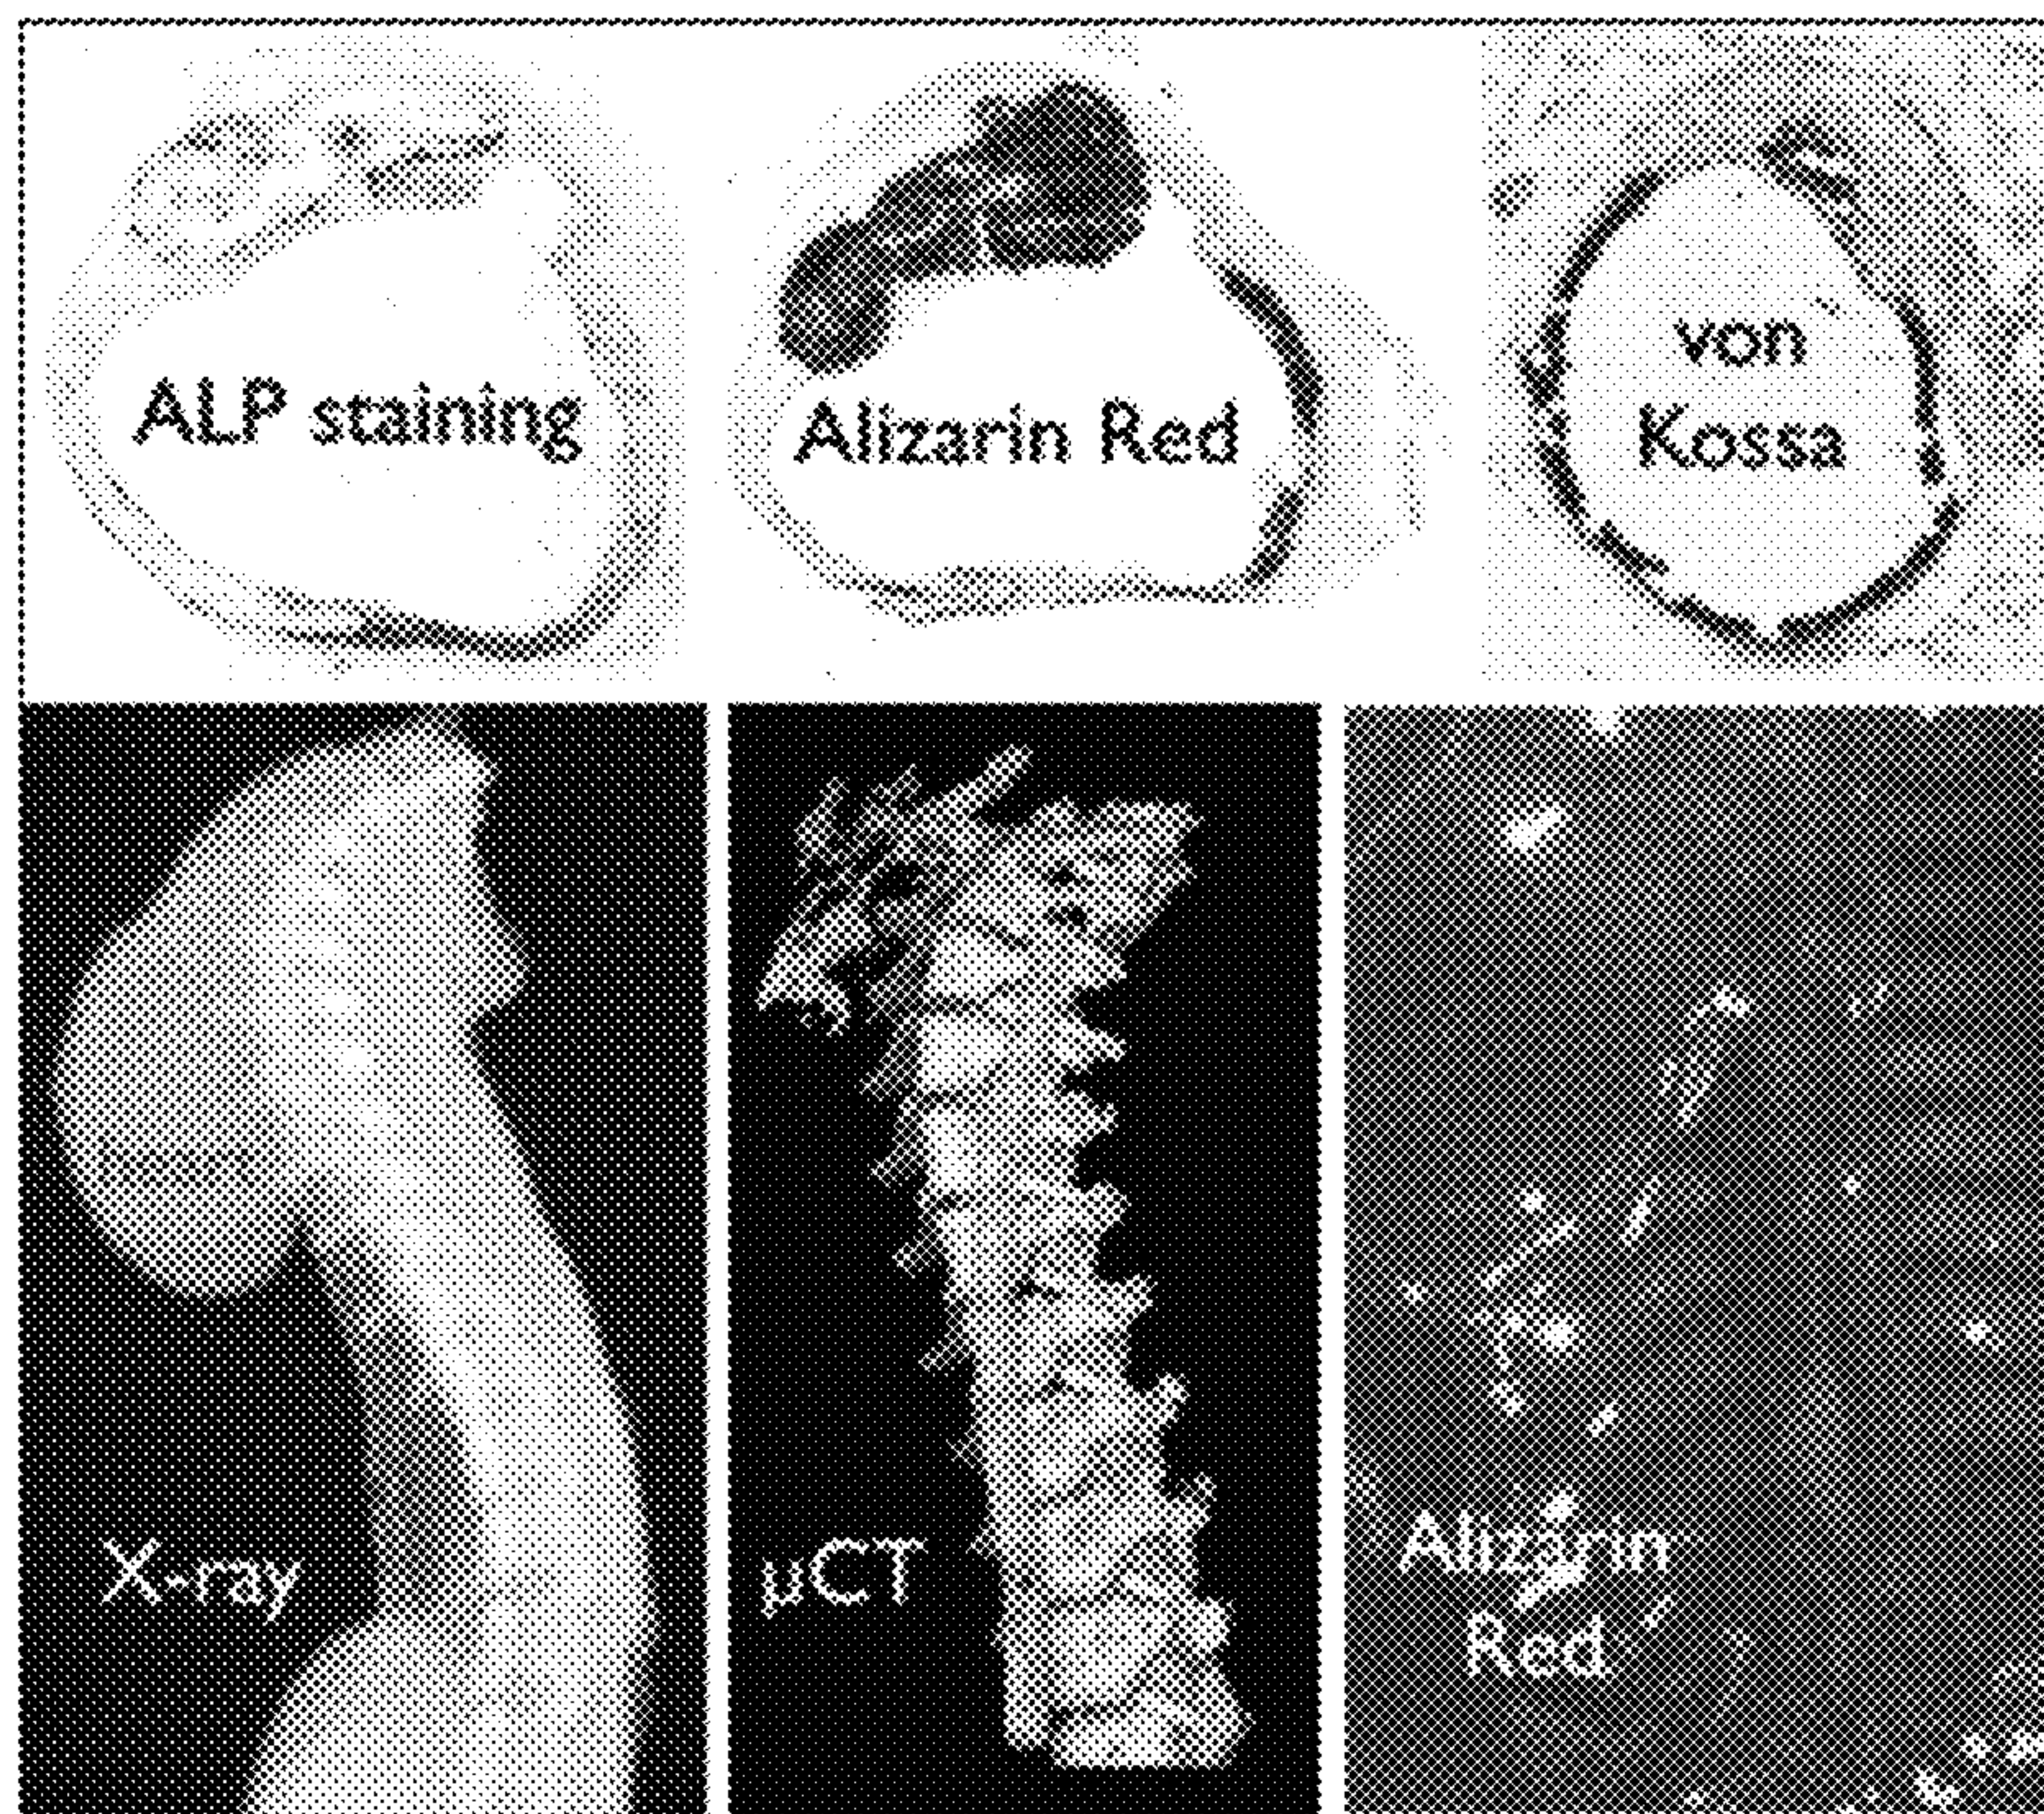 ALP staining
Alizarin Red
von
Kossa
X-ray
µCT
Alizarin
Red